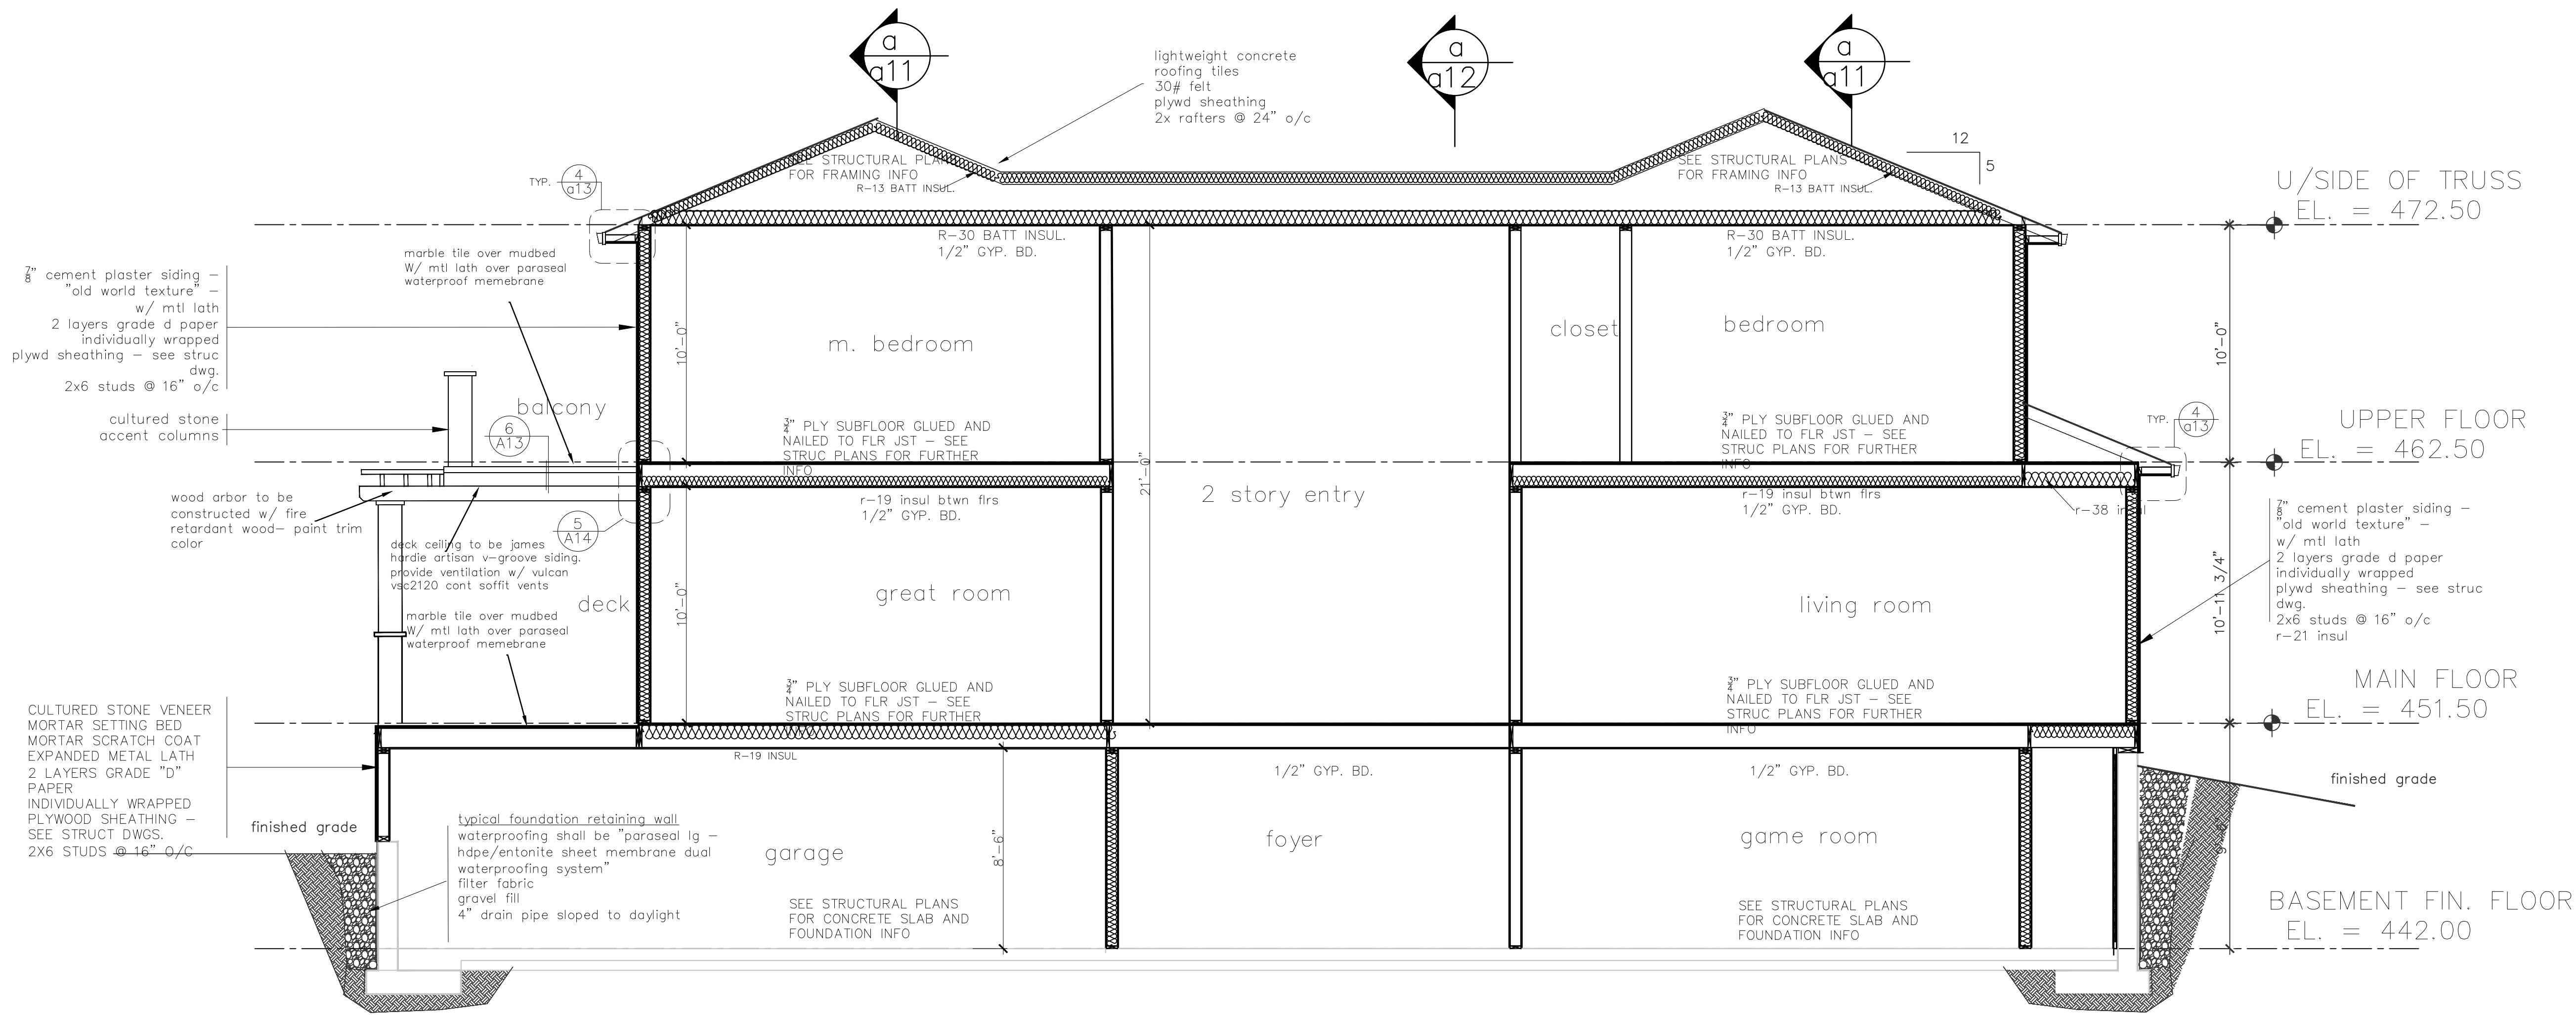 a
a11
a
a12
a
a11
lightweight concrete
roofing tiles
30# felt
plywd sheathing
2x rafters @ 24" o/c
12
5
SEE STRUCTURAL PLANS
FOR FRAMING INFO
R-13 BATT INSUL.
SEE STRUCTURAL PLANS
FOR FRAMING INFO
R-13 BATT INSUL.
TYP.
4
a13
U/SIDE OF TRUSS
EL. = 472.50
R-30 BATT INSUL.
1/2" GYP. BD.
R-30 BATT INSUL.
1/2" GYP. BD.
marble tile over mudbed
W/ mtl lath over paraseal
waterproof memebrane
⅞" cement plaster siding –
"old world texture" –
w/ mtl lath
2 layers grade d paper
individually wrapped
plywd sheathing – see struc
dwg.
2x6 studs @ 16" o/c
cultured stone
accent columns
balcony
6
A13
10'-0"
m. bedroom
closet
bedroom
10'-0"
¾" PLY SUBFLOOR GLUED AND
NAILED TO FLR JST – SEE
STRUC PLANS FOR FURTHER
INFO
¾" PLY SUBFLOOR GLUED AND
NAILED TO FLR JST – SEE
STRUC PLANS FOR FURTHER
INFO
TYP.
4
a13
UPPER FLOOR
EL. = 462.50
21'-0"
2 story entry
r-19 insul btwn flrs
1/2" GYP. BD.
r-19 insul btwn flrs
1/2" GYP. BD.
r-38 insul
wood arbor to be
constructed w/ fire
retardant wood– paint trim
color
5
A14
deck ceiling to be james
hardie artisan v-groove siding.
provide ventilation w/ vulcan
vsc2120 cont soffit vents
deck
marble tile over mudbed
W/ mtl lath over paraseal
waterproof memebrane
10'-0"
great room
living room
10'-11 3/4"
⅞" cement plaster siding –
"old world texture" –
w/ mtl lath
2 layers grade d paper
individually wrapped
plywd sheathing – see struc
dwg.
2x6 studs @ 16" o/c
r-21 insul
¾" PLY SUBFLOOR GLUED AND
NAILED TO FLR JST – SEE
STRUC PLANS FOR FURTHER
INFO
¾" PLY SUBFLOOR GLUED AND
NAILED TO FLR JST – SEE
STRUC PLANS FOR FURTHER
INFO
MAIN FLOOR
EL. = 451.50
CULTURED STONE VENEER
MORTAR SETTING BED
MORTAR SCRATCH COAT
EXPANDED METAL LATH
2 LAYERS GRADE "D"
PAPER
INDIVIDUALLY WRAPPED
PLYWOOD SHEATHING –
SEE STRUCT DWGS.
2X6 STUDS @ 16" O/C
R-19 INSUL
1/2" GYP. BD.
1/2" GYP. BD.
finished grade
finished grade
typical foundation retaining wall
waterproofing shall be "paraseal lg –
hdpe/entonite sheet membrane dual
waterproofing system"
filter fabric
gravel fill
4" drain pipe sloped to daylight
garage
8'-6"
foyer
game room
9'-6"
SEE STRUCTURAL PLANS
FOR CONCRETE SLAB AND
FOUNDATION INFO
SEE STRUCTURAL PLANS
FOR CONCRETE SLAB AND
FOUNDATION INFO
BASEMENT FIN. FLOOR
EL. = 442.00